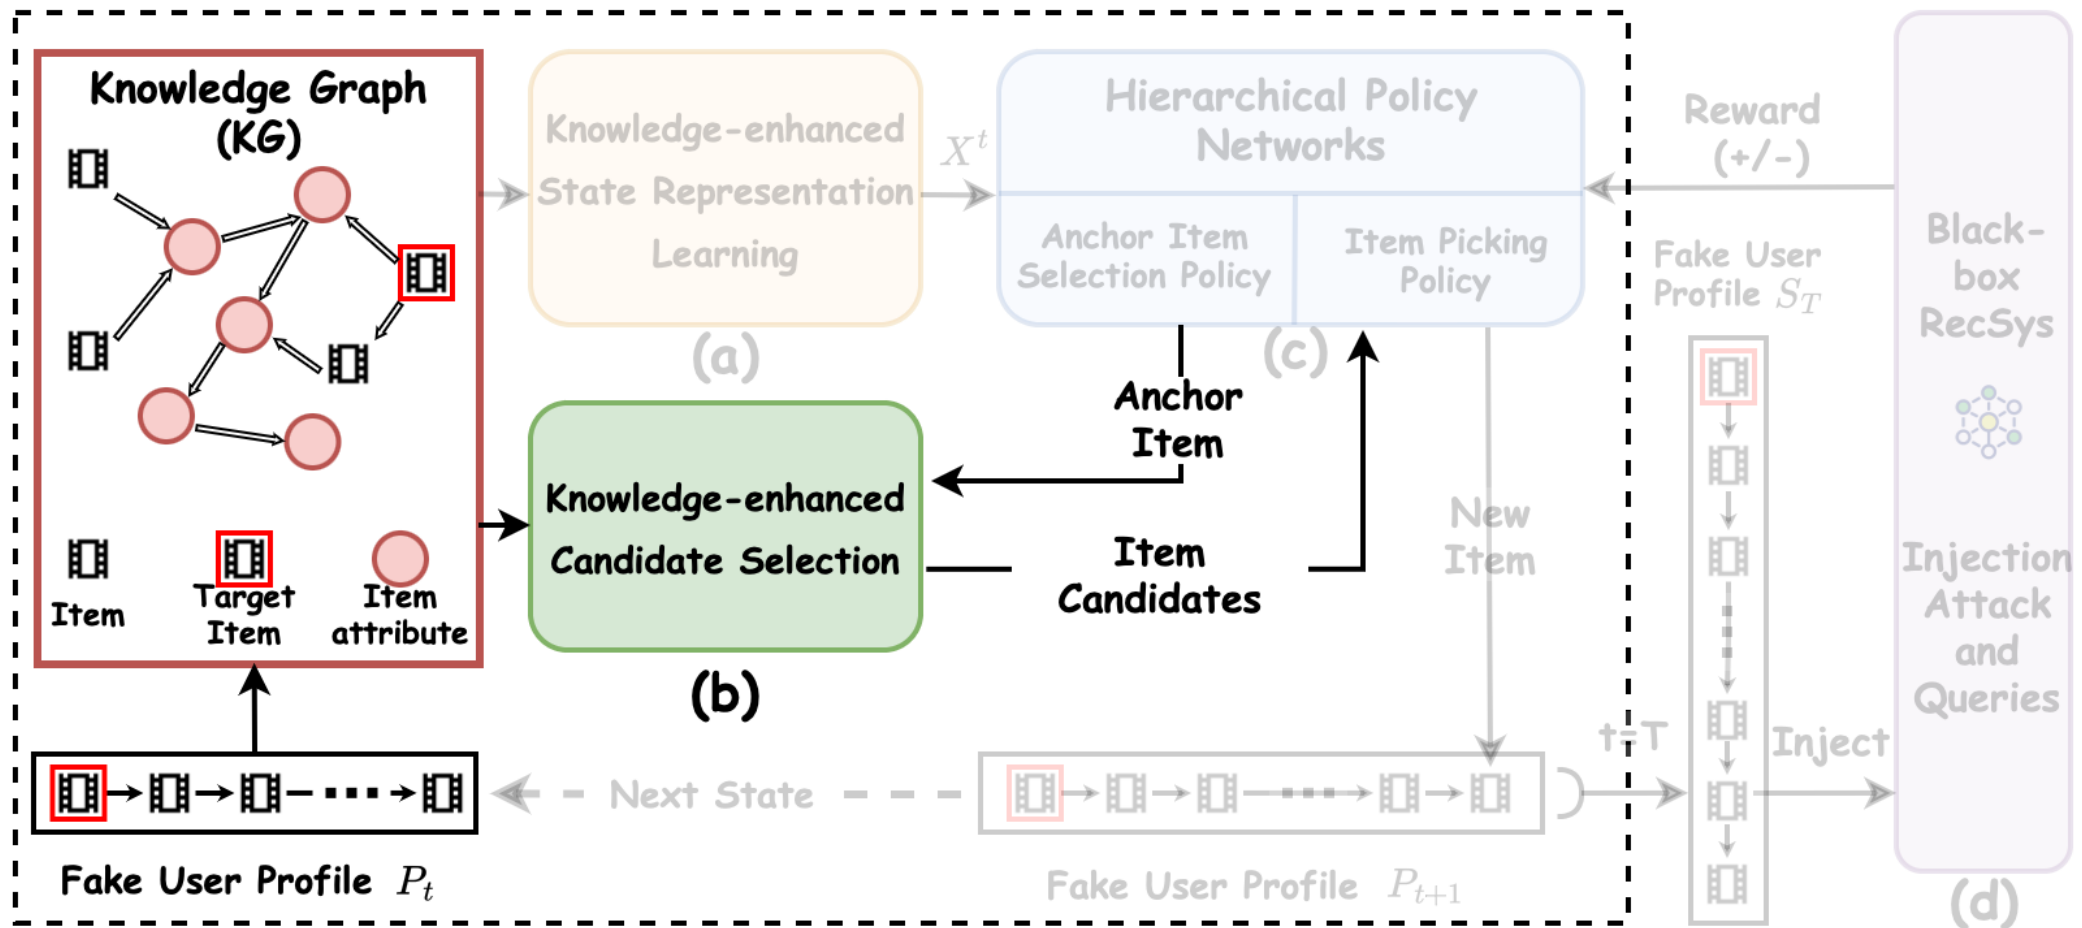 Knowledge Graph
(KG)
Item
Target
Item
Item
attribute
Fake User Profile P_t
Knowledge-enhanced
State Representation
Learning
(a)
X^t
Knowledge-enhanced
Candidate Selection
(b)
Hierarchical Policy
Networks
Anchor Item
Selection Policy
Item Picking
Policy
(c)
Anchor
Item
Item
Candidates
New
Item
Next State
Fake User Profile P_{t+1}
t=T
Reward
(+/-)
Fake User
Profile S_T
Inject
Black-
box
RecSys
Injection
Attack
and
Queries
(d)